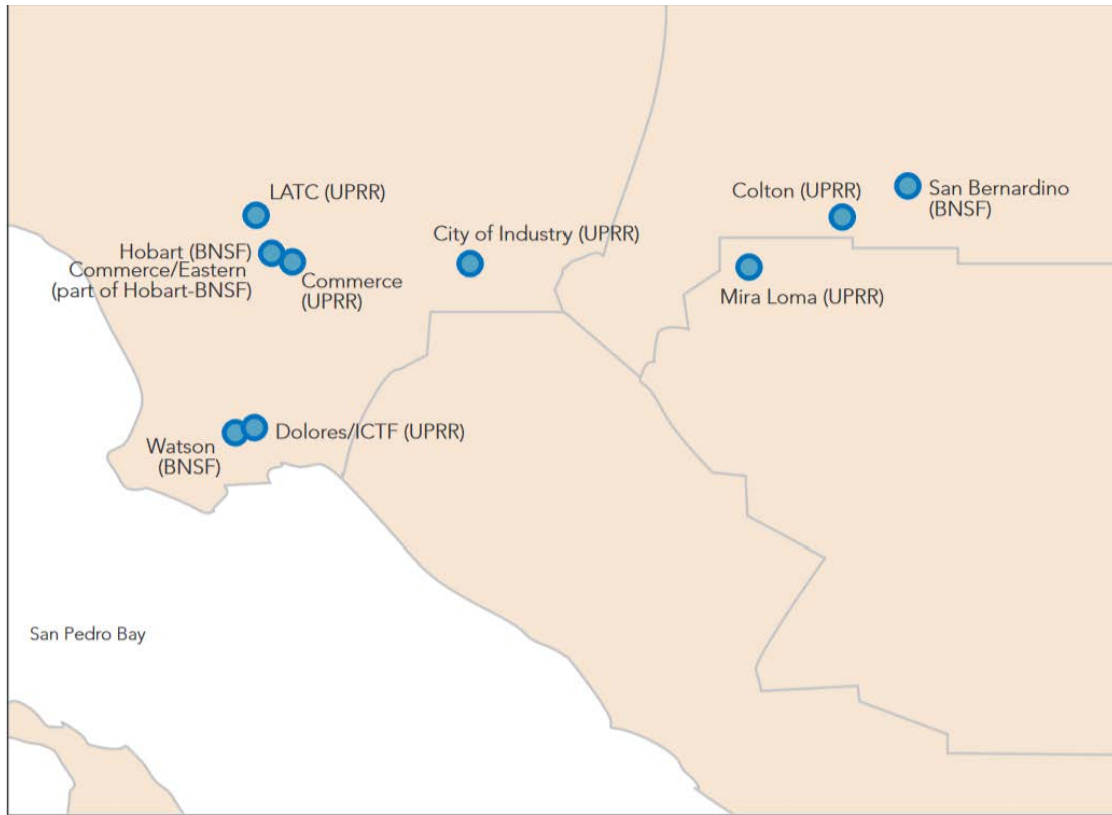 LATC (UPRR)
Hobart (BNSF)
Commerce/Eastern
(part of Hobart-BNSF)
Commerce
(UPRR)
City of Industry (UPRR)
Colton (UPRR)
San Bernardino
(BNSF)
Mira Loma (UPRR)
Watson
(BNSF)
Dolores/ICTF (UPRR)
San Pedro Bay